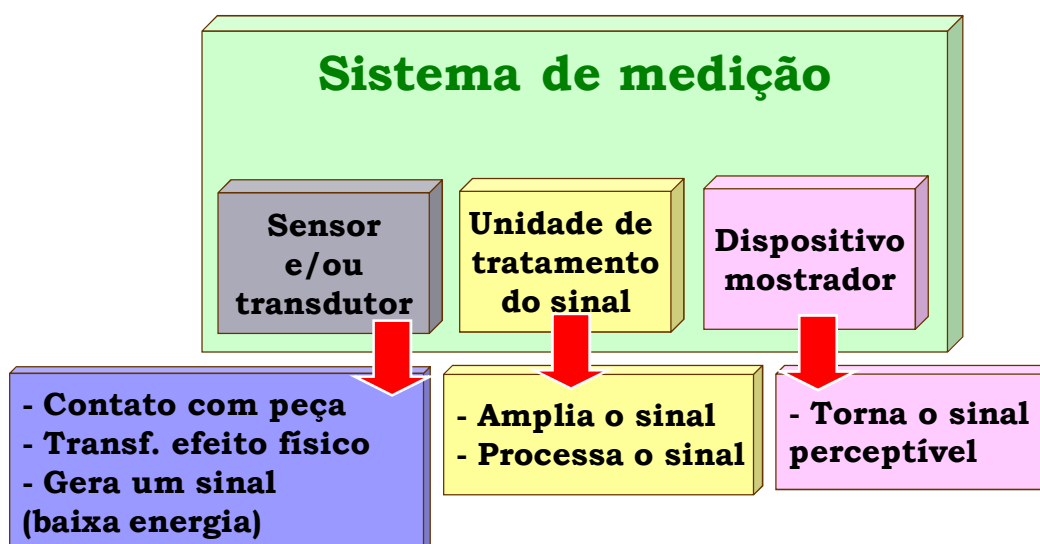 Sistema de medição
Sensor
e/ou
transdutor
Unidade de
tratamento
do sinal
Dispositivo
mostrador
- Contato com peça
- Transf. efeito físico
- Gera um sinal
(baixa energia)
- Amplia o sinal
- Processa o sinal
- Torna o sinal
perceptível